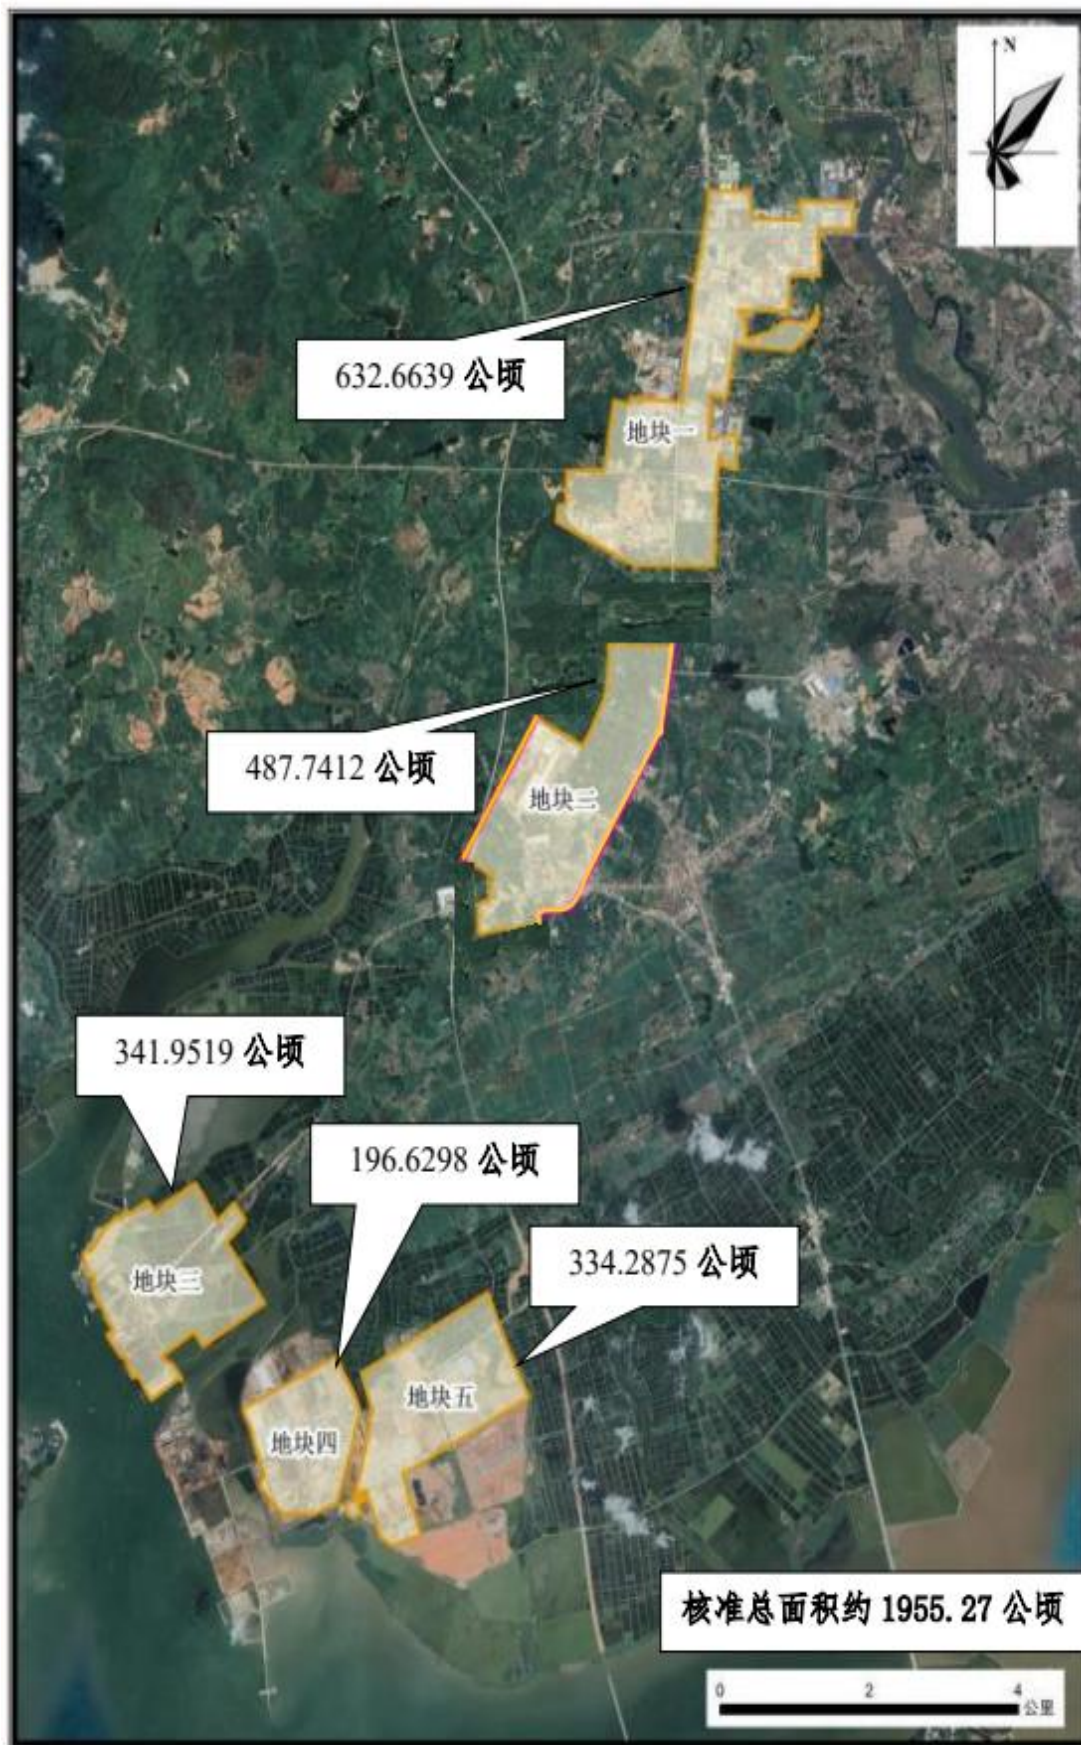 N
632.6639 公顷
地块一
487.7412 公顷
地块二
341.9519 公顷
196.6298 公顷
334.2875 公顷
地块三
地块五
地块四
核准总面积约 1955.27 公顷
0 2 4
公里